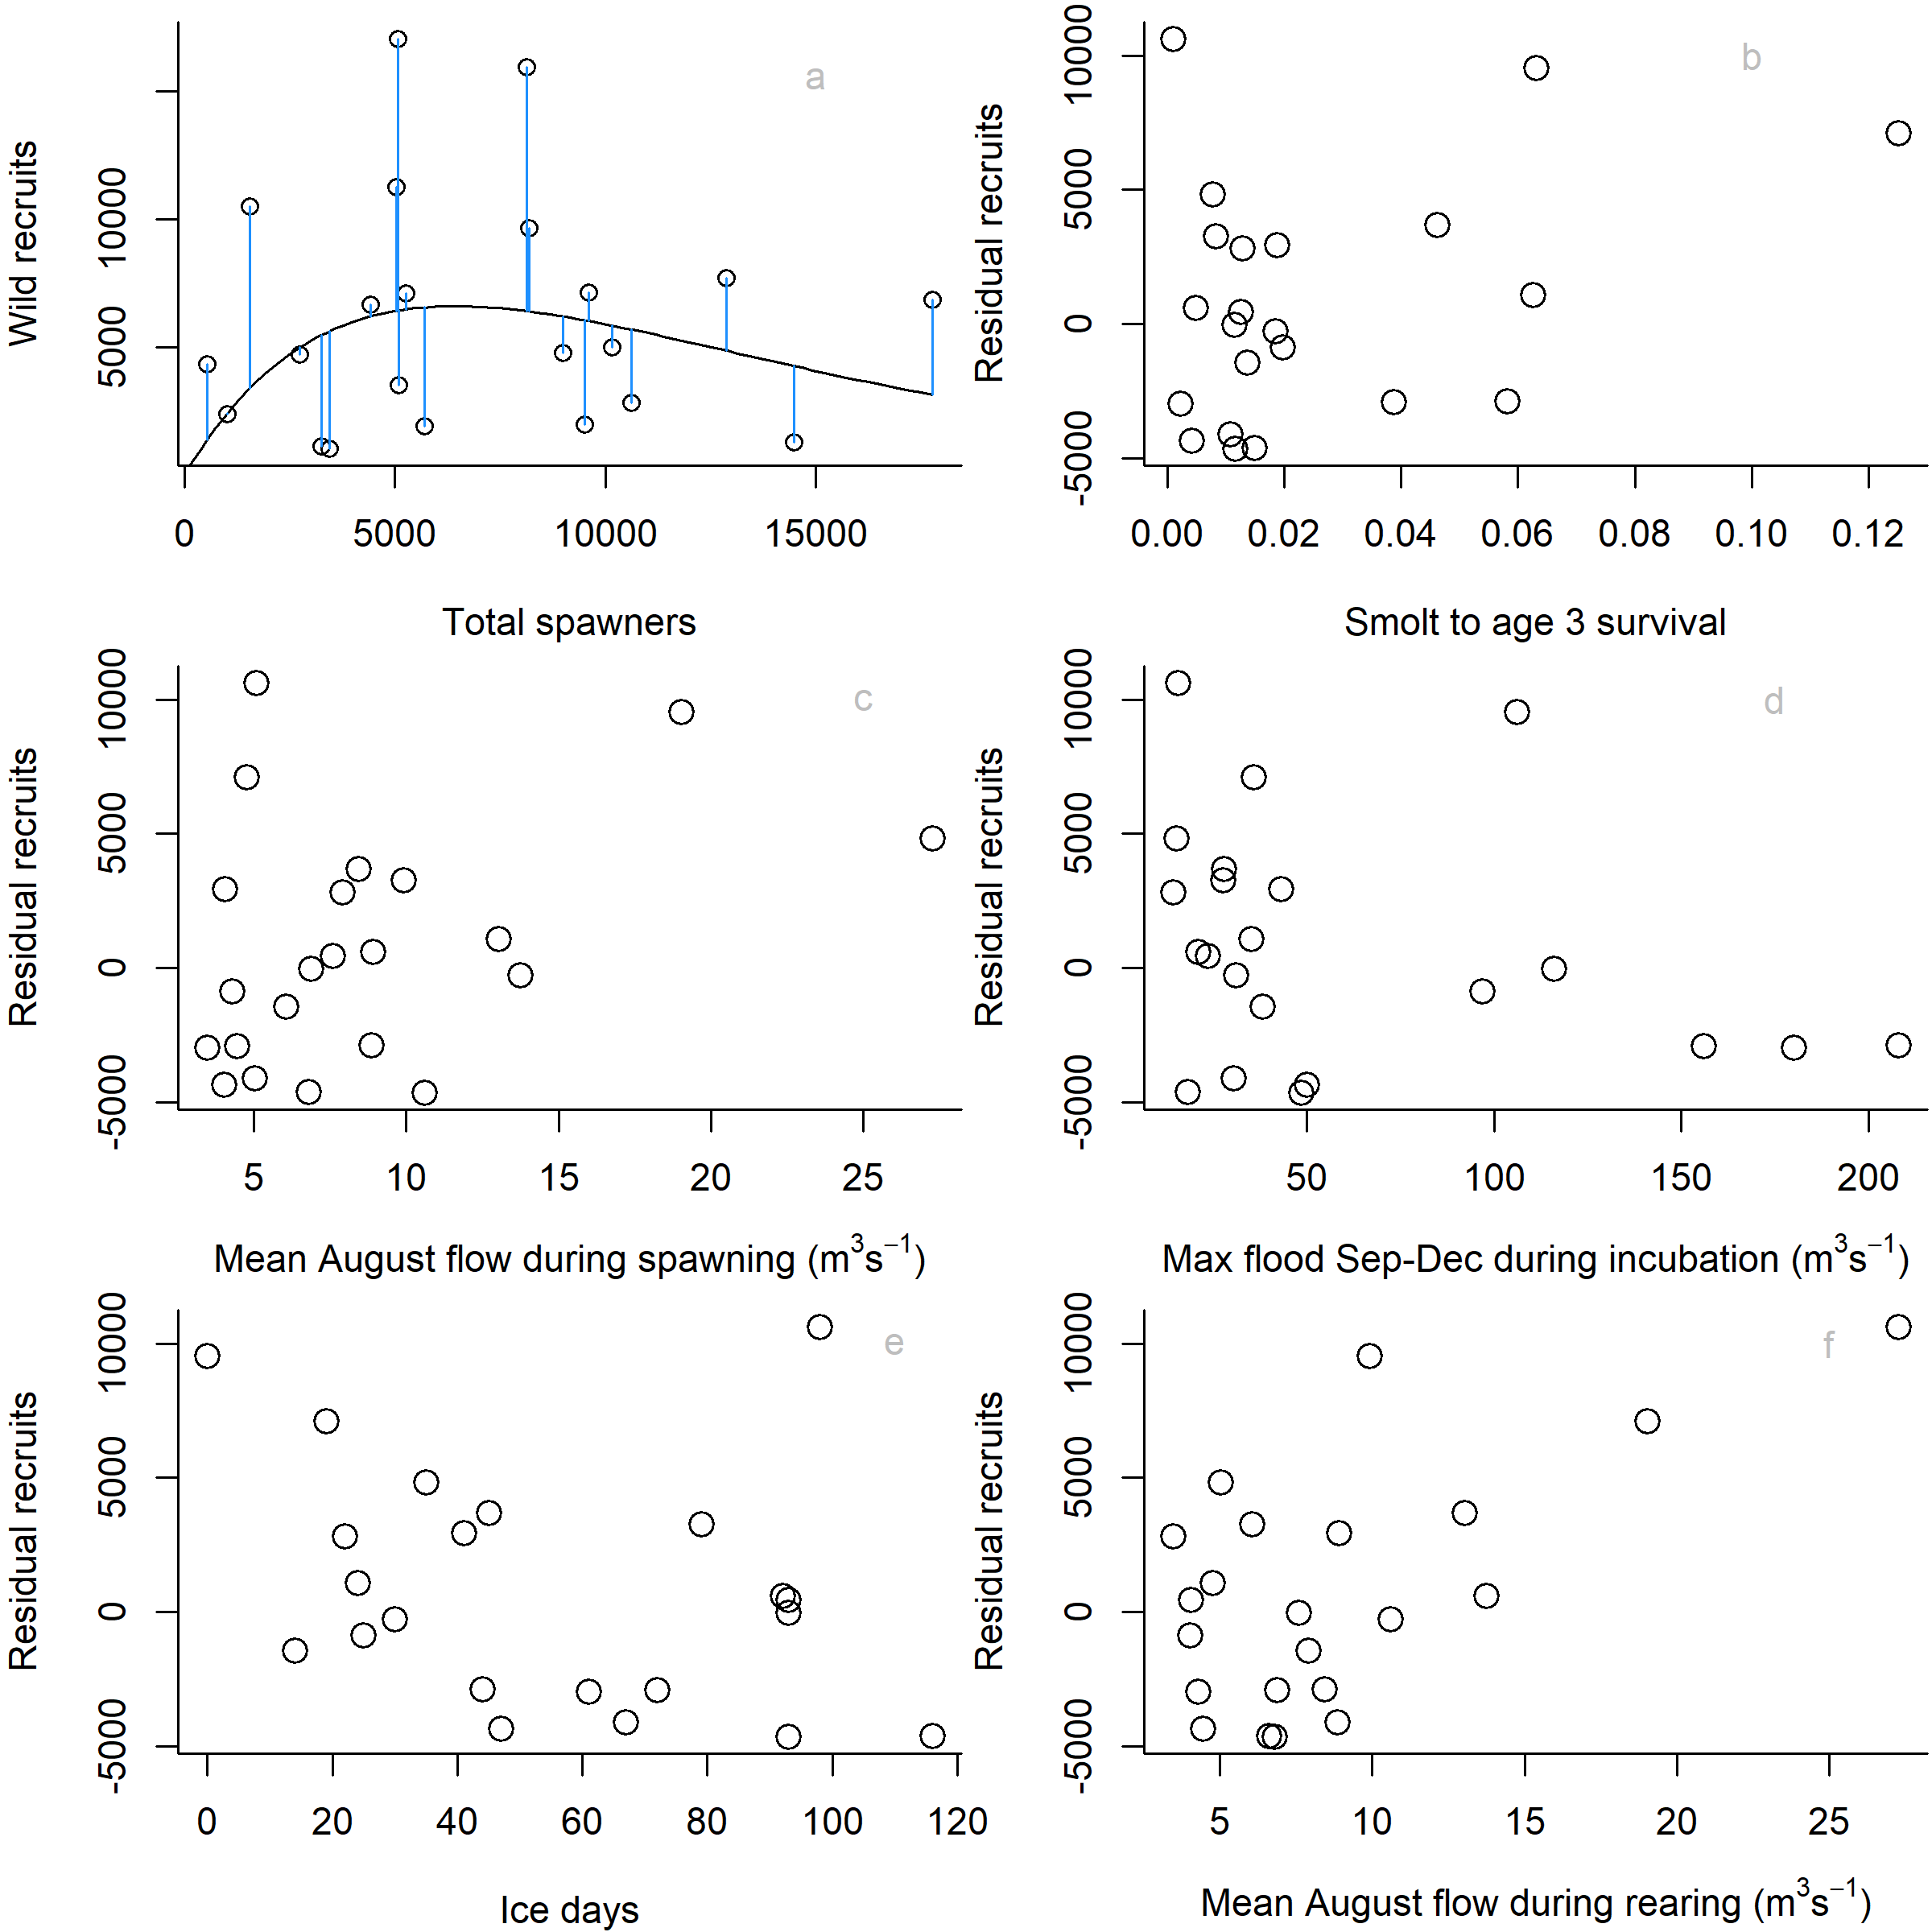 a
Wild recruits
5000 10000
0 5000 10000 15000
Total spawners
b
Residual recruits
-5000 0 5000 10000
0.00 0.02 0.04 0.06 0.08 0.10 0.12
Smolt to age 3 survival
c
Residual recruits
-5000 0 5000 10000
5 10 15 20 25
Mean August flow during spawning (m³s⁻¹)
d
Residual recruits
-5000 0 5000 10000
50 100 150 200
Max flood Sep-Dec during incubation (m³s⁻¹)
e
Residual recruits
-5000 0 5000 10000
0 20 40 60 80 100 120
Ice days
f
Residual recruits
-5000 0 5000 10000
5 10 15 20 25
Mean August flow during rearing (m³s⁻¹)